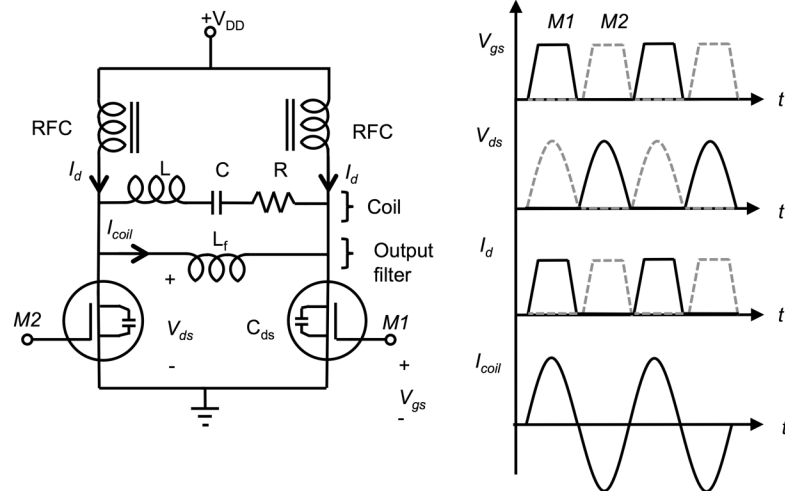 +V_DD
RFC
RFC
I_d
L
C
R
I_d
Coil
I_coil
L_f
Output
filter
+
M2
V_ds
C_ds
M1
-
+
V_gs
-
M1 M2
V_gs
t
V_ds
t
I_d
t
I_coil
t